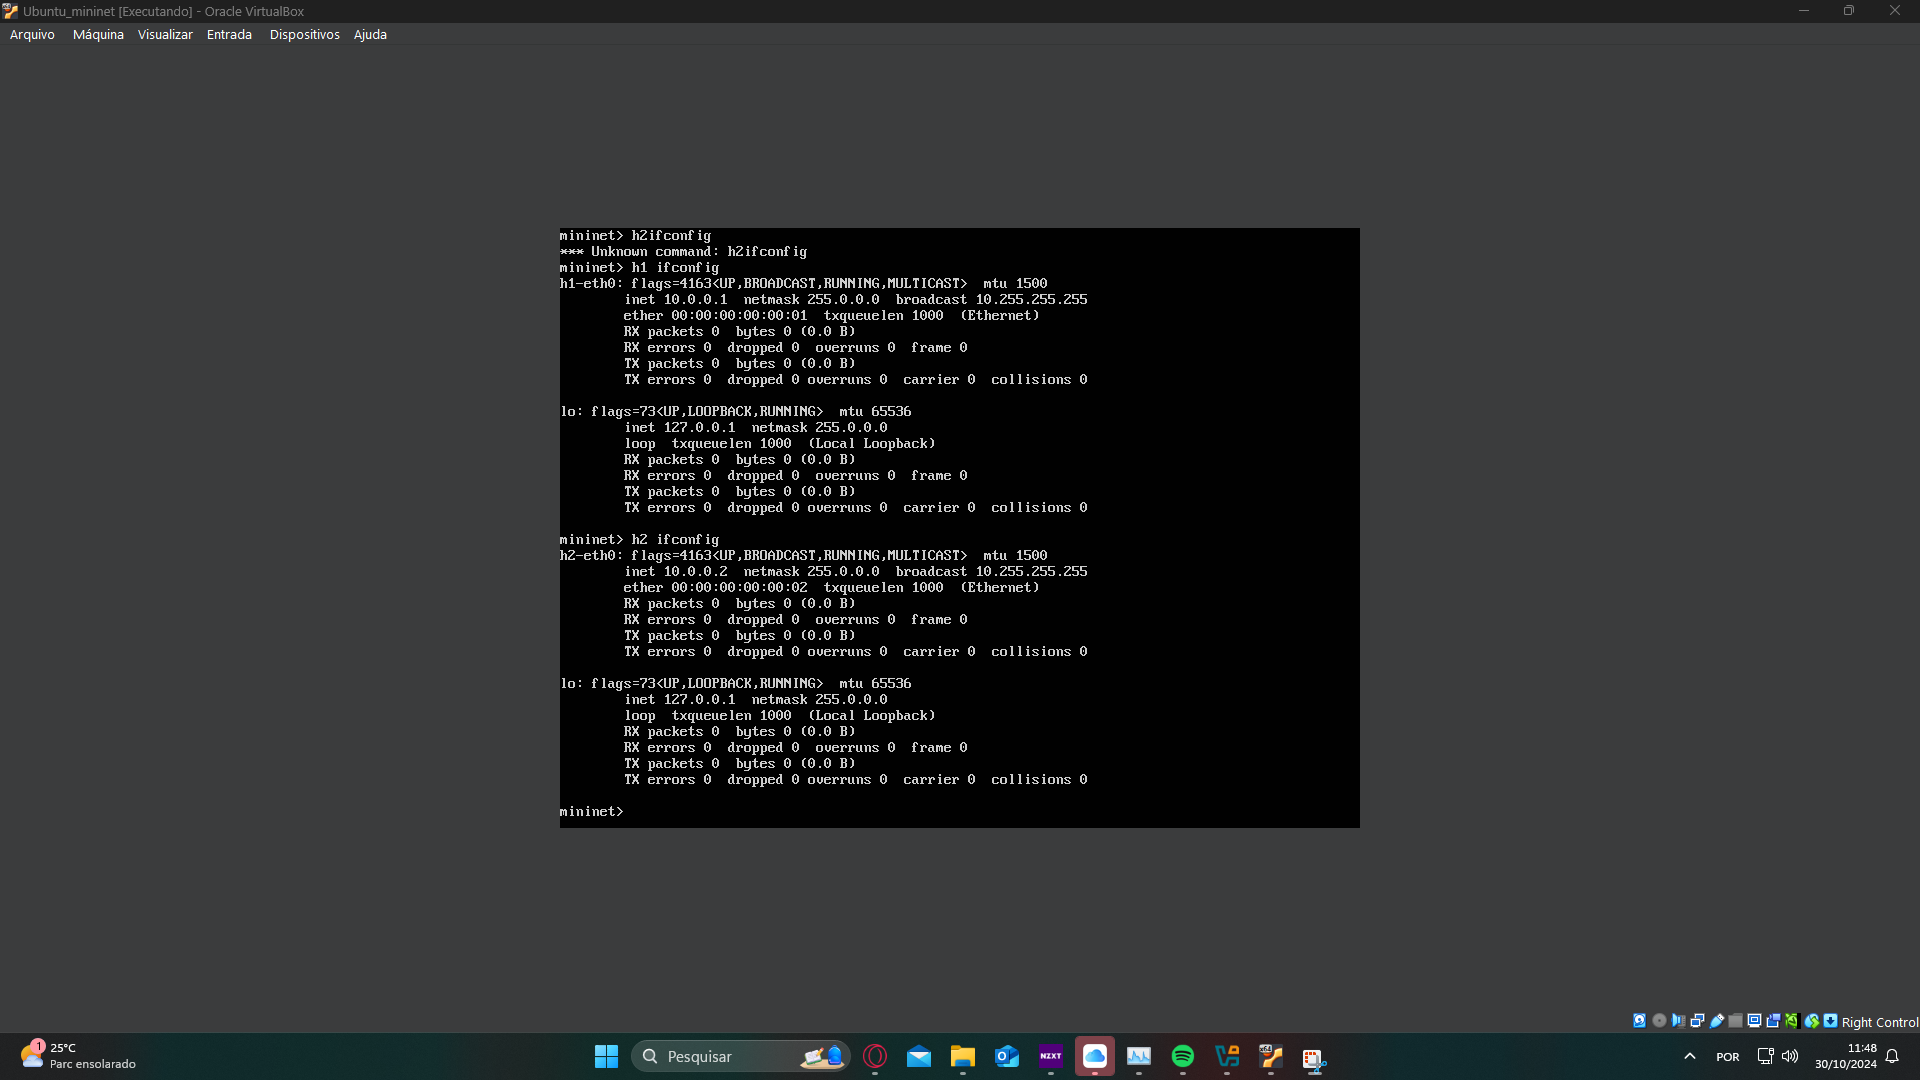 Ubuntu_mininet [Executando] - Oracle VirtualBox
Arquivo Máquina Visualizar Entrada Dispositivos Ajuda
mininet> h2ifconfig
*** Unknown command: h2ifconfig
mininet> h1 ifconfig
h1-eth0: flags=4163<UP,BROADCAST,RUNNING,MULTICAST>  mtu 1500
        inet 10.0.0.1  netmask 255.0.0.0  broadcast 10.255.255.255
        ether 00:00:00:00:00:01  txqueuelen 1000  (Ethernet)
        RX packets 0  bytes 0 (0.0 B)
        RX errors 0  dropped 0  overruns 0  frame 0
        TX packets 0  bytes 0 (0.0 B)
        TX errors 0  dropped 0 overruns 0  carrier 0  collisions 0
lo: flags=73<UP,LOOPBACK,RUNNING>  mtu 65536
        inet 127.0.0.1  netmask 255.0.0.0
        loop  txqueuelen 1000  (Local Loopback)
        RX packets 0  bytes 0 (0.0 B)
        RX errors 0  dropped 0  overruns 0  frame 0
        TX packets 0  bytes 0 (0.0 B)
        TX errors 0  dropped 0 overruns 0  carrier 0  collisions 0
mininet> h2 ifconfig
h2-eth0: flags=4163<UP,BROADCAST,RUNNING,MULTICAST>  mtu 1500
        inet 10.0.0.2  netmask 255.0.0.0  broadcast 10.255.255.255
        ether 00:00:00:00:00:02  txqueuelen 1000  (Ethernet)
        RX packets 0  bytes 0 (0.0 B)
        RX errors 0  dropped 0  overruns 0  frame 0
        TX packets 0  bytes 0 (0.0 B)
        TX errors 0  dropped 0 overruns 0  carrier 0  collisions 0
lo: flags=73<UP,LOOPBACK,RUNNING>  mtu 65536
        inet 127.0.0.1  netmask 255.0.0.0
        loop  txqueuelen 1000  (Local Loopback)
        RX packets 0  bytes 0 (0.0 B)
        RX errors 0  dropped 0  overruns 0  frame 0
        TX packets 0  bytes 0 (0.0 B)
        TX errors 0  dropped 0 overruns 0  carrier 0  collisions 0
mininet>
Right Control
1
25°C
Parc ensolarado
Pesquisar
NZXT
x64
POR
11:48
30/10/2024